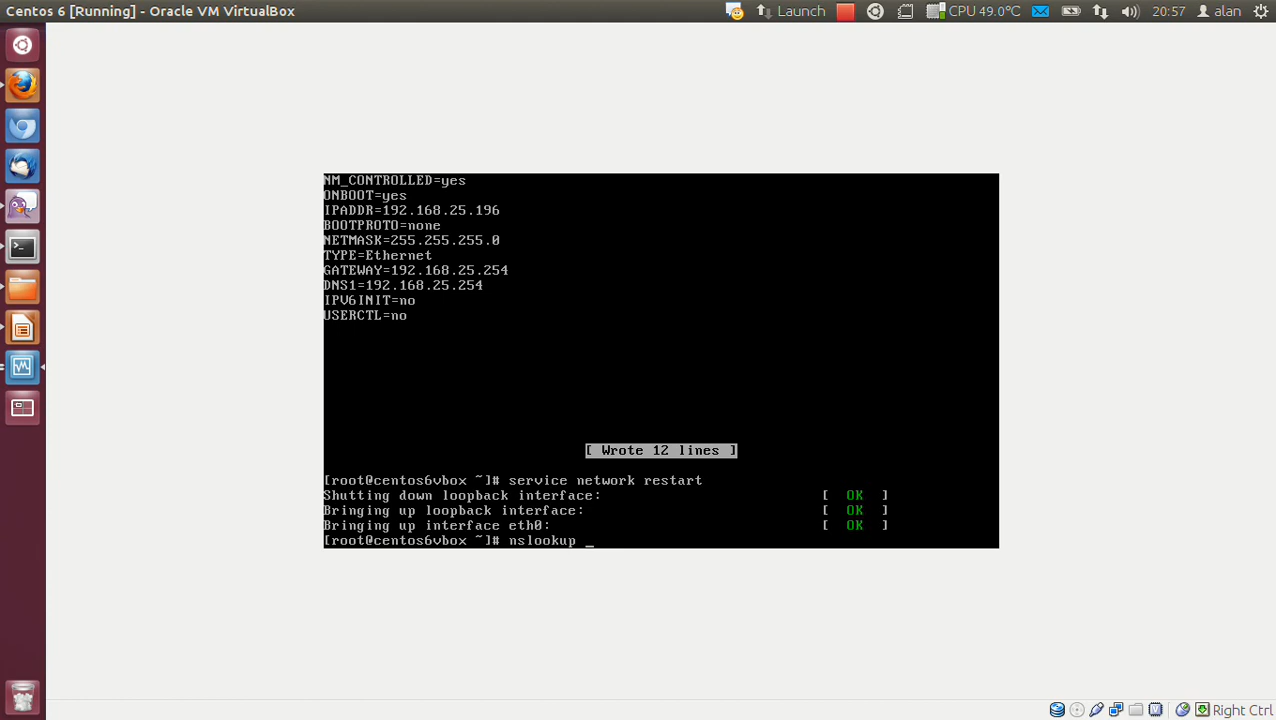 Centos 6 [Running] - Oracle VM VirtualBox
Launch CPU 49.0°C 20:57 alan
NM_CONTROLLED=yes
ONBOOT=yes
IPADDR=192.168.25.196
BOOTPROTO=none
NETMASK=255.255.255.0
TYPE=Ethernet
GATEWAY=192.168.25.254
DNS1=192.168.25.254
IPV6INIT=no
USERCTL=no
[ Wrote 12 lines ]
[root@centos6vbox ~]# service network restart
Shutting down loopback interface: [ OK ]
Bringing up loopback interface: [ OK ]
Bringing up interface eth0: [ OK ]
[root@centos6vbox ~]# nslookup _
Right Ctrl